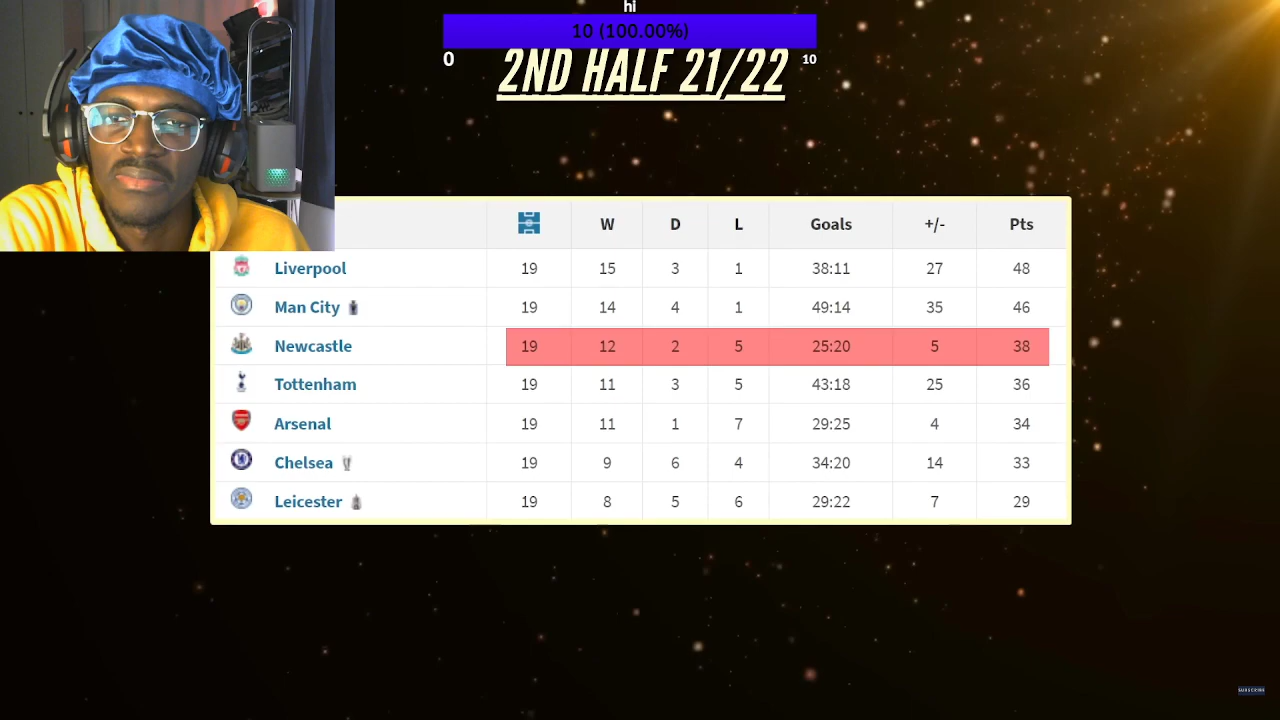 hi
10 (100.00%)
0 10
2ND HALF 21/22
W D L Goals +/- Pts
Liverpool 19 15 3 1 38:11 27 48
Man City 19 14 4 1 49:14 35 46
Newcastle 19 12 2 5 25:20 5 38
Tottenham 19 11 3 5 43:18 25 36
Arsenal 19 11 1 7 29:25 4 34
Chelsea 19 9 6 4 34:20 14 33
Leicester 19 8 5 6 29:22 7 29
SUBSCRIBE